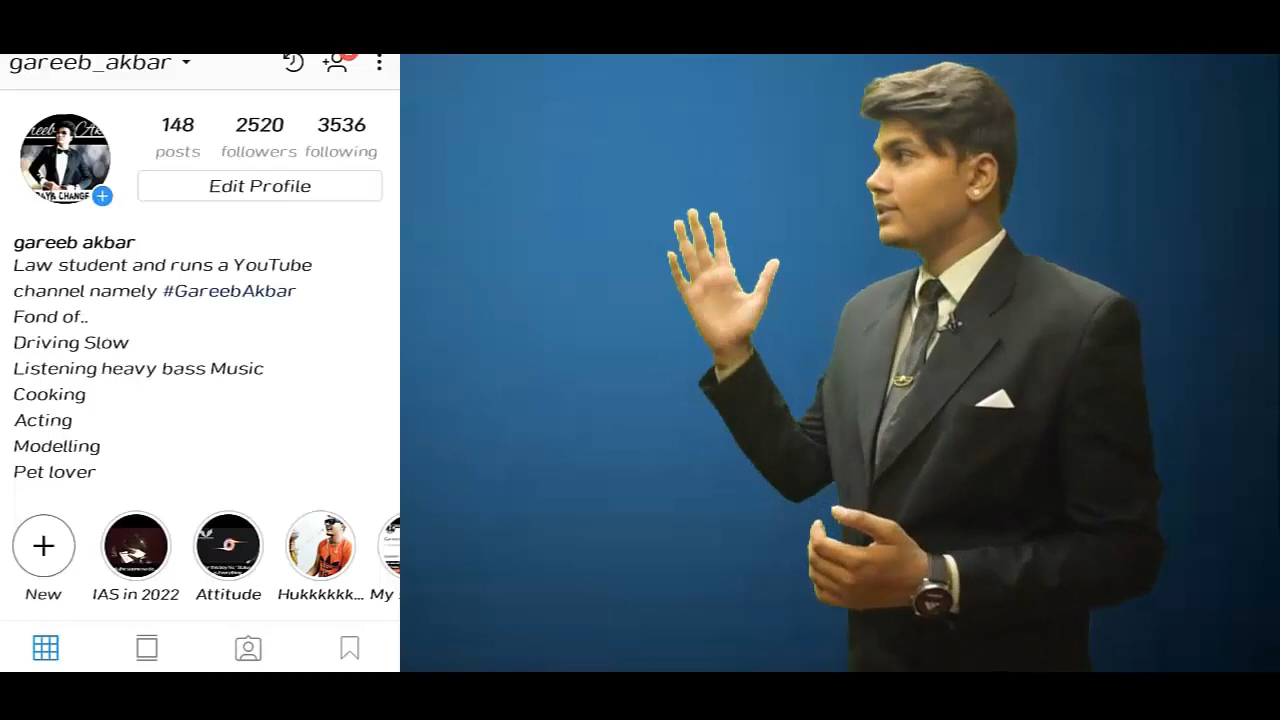 gareeb_akbar
148 2520 3536
posts followers following
Edit Profile
gareeb akbar
Law student and runs a YouTube
channel namely #GareebAkbar
Fond of..
Driving Slow
Listening heavy bass Music
Cooking
Acting
Modelling
Pet lover
New IAS in 2022 Attitude Hukkkkkk... My